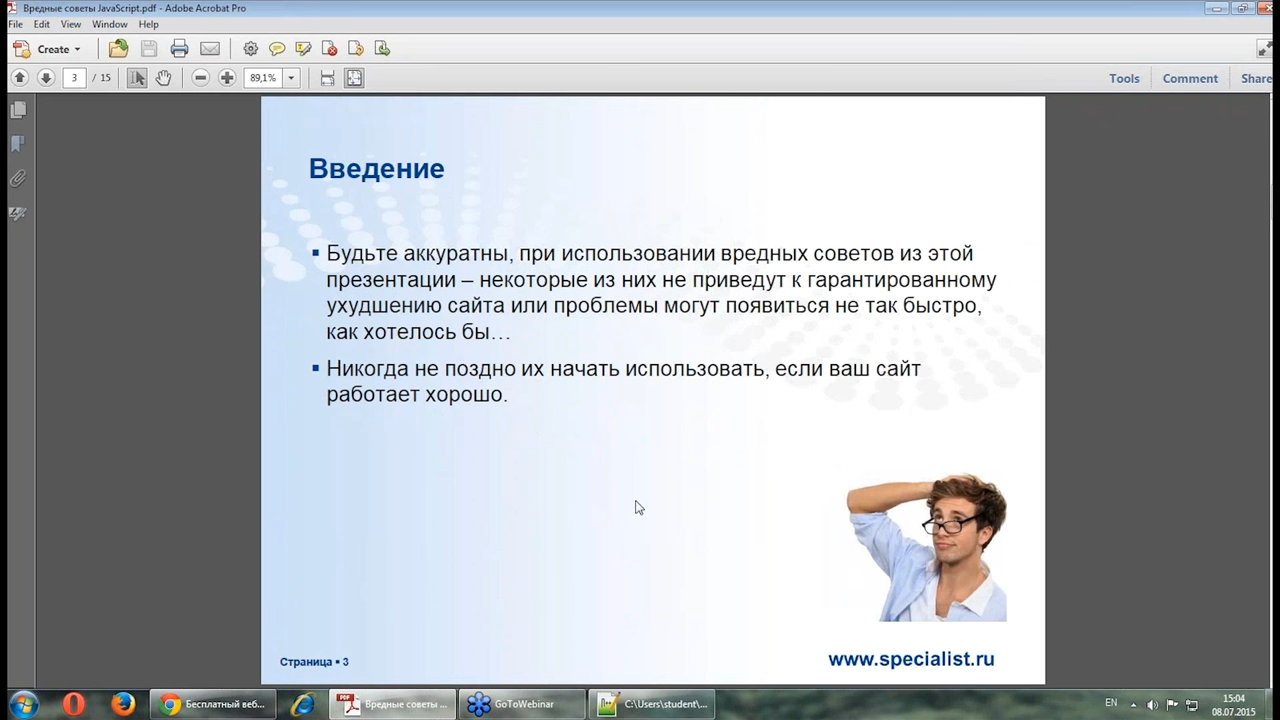 Вредные советы JavaScript.pdf - Adobe Acrobat Pro
File Edit View Window Help
Create
3 / 15 89,1% Tools Comment Share
Введение
Будьте аккуратны, при использовании вредных советов из этой
презентации – некоторые из них не приведут к гарантированному
ухудшению сайта или проблемы могут появиться не так быстро,
как хотелось бы…
Никогда не поздно их начать использовать, если ваш сайт
работает хорошо.
Страница ▪ 3
www.specialist.ru
Бесплатный веб... Вредные советы ... GoToWebinar C:\Users\student\... EN 15:04
08.07.2015